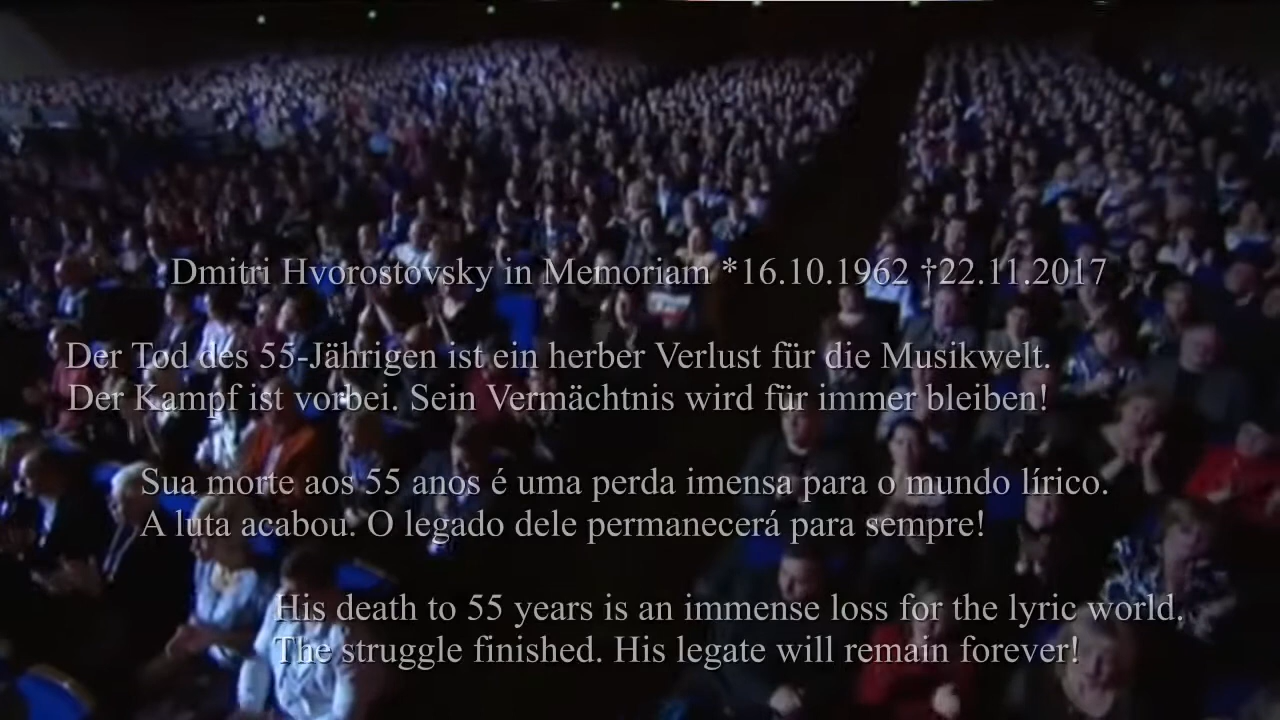 Dmitri Hvorostovsky in Memoriam *16.10.1962 †22.11.2017
Der Tod des 55-Jährigen ist ein herber Verlust für die Musikwelt.
Der Kampf ist vorbei. Sein Vermächtnis wird für immer bleiben!
Sua morte aos 55 anos é uma perda imensa para o mundo lírico.
A luta acabou. O legado dele permanecerá para sempre!
His death to 55 years is an immense loss for the lyric world.
The struggle finished. His legate will remain forever!